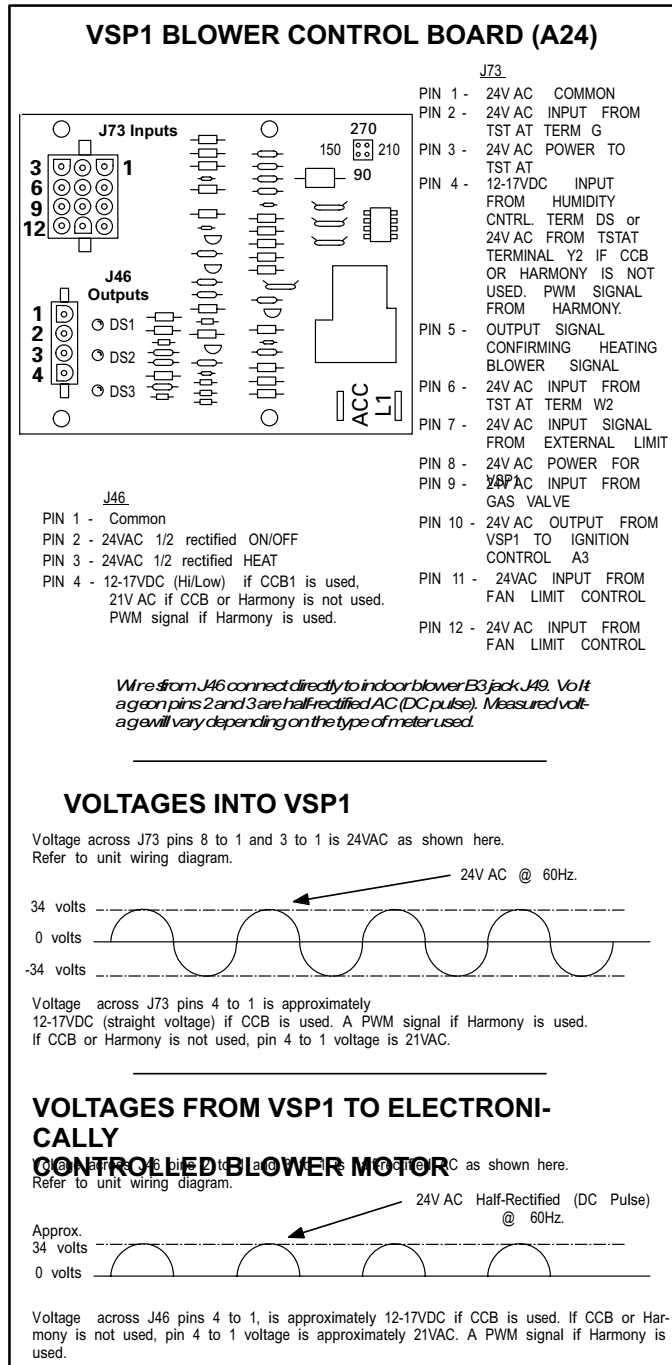 VSP1 BLOWER CONTROL BOARD (A24)
J73 Inputs
3
1
6
9
12
270
150
210
90
J46
Outputs
1
2
3
4
DS1
DS2
DS3
ACC
L1
J73
PIN 1 - 24V AC COMMON
PIN 2 - 24V AC INPUT FROM
TST AT TERM G
PIN 3 - 24V AC POWER TO
TST AT
PIN 4 - 12-17VDC INPUT
FROM HUMIDITY
CNTRL. TERM DS or
24V AC FROM TSTAT
TERMINAL Y2 IF CCB
OR HARMONY IS NOT
USED. PWM SIGNAL
FROM HARMONY.
PIN 5 - OUTPUT SIGNAL
CONFIRMING HEATING
BLOWER SIGNAL
PIN 6 - 24V AC INPUT FROM
TST AT TERM W2
PIN 7 - 24V AC INPUT SIGNAL
FROM EXTERNAL LIMIT
PIN 8 - 24V AC POWER FOR
VSP1
PIN 9 - 24V AC INPUT FROM
GAS VALVE
PIN 10 - 24V AC OUTPUT FROM
VSP1 TO IGNITION
CONTROL A3
PIN 11 - 24VAC INPUT FROM
FAN LIMIT CONTROL
PIN 12 - 24V AC INPUT FROM
FAN LIMIT CONTROL
J46
PIN 1 - Common
PIN 2 - 24VAC 1/2 rectified ON/OFF
PIN 3 - 24VAC 1/2 rectified HEAT
PIN 4 - 12-17VDC (Hi/Low) if CCB1 is used,
21V AC if CCB or Harmony is not used.
PWM signal if Harmony is used.
Wires from J46 connect directly to indoor blower B3 jack J49. Volt-
age on pins 2 and 3 are half-rectified AC (DC pulse). Measured volt-
age will vary depending on the type of meter used.
VOLTAGES INTO VSP1
Voltage across J73 pins 8 to 1 and 3 to 1 is 24VAC as shown here.
Refer to unit wiring diagram.
24V AC @ 60Hz.
34 volts
0 volts
-34 volts
Voltage across J73 pins 4 to 1 is approximately
12-17VDC (straight voltage) if CCB is used. A PWM signal if Harmony is used.
If CCB or Harmony is not used, pin 4 to 1 voltage is 21VAC.
VOLTAGES FROM VSP1 TO ELECTRONI-
CALLY
CONTROLLED BLOWER MOTOR
Voltage across J46 pins 2 to 1 and 3 to 1 is half-rectified AC as shown here.
Refer to unit wiring diagram.
24V AC Half-Rectified (DC Pulse)
@ 60Hz.
Approx.
34 volts
0 volts
Voltage across J46 pins 4 to 1, is approximately 12-17VDC if CCB is used. If CCB or Har-
mony is not used, pin 4 to 1 voltage is approximately 21VAC. A PWM signal if Harmony is
used.